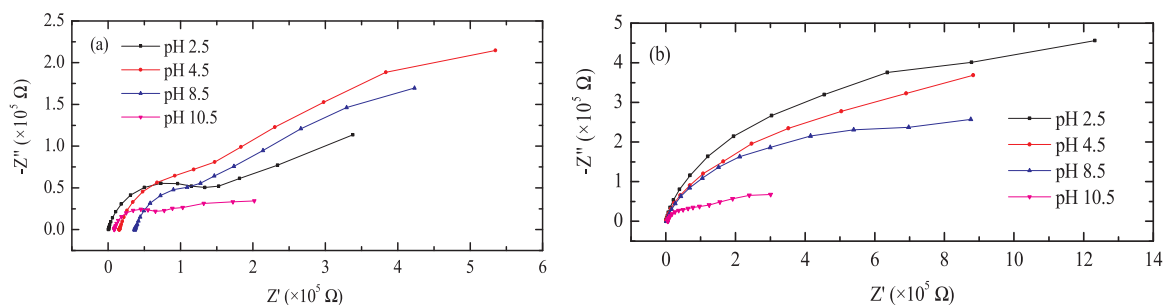 (a)
pH 2.5
pH 4.5
pH 8.5
pH 10.5
-Z" (×10⁵ Ω)
2.5
2.0
1.5
1.0
0.5
0.0
0 1 2 3 4 5 6
Z' (×10⁵ Ω)
(b)
pH 2.5
pH 4.5
pH 8.5
pH 10.5
-Z" (×10⁵ Ω)
5
4
3
2
1
0
0 2 4 6 8 10 12 14
Z' (×10⁵ Ω)